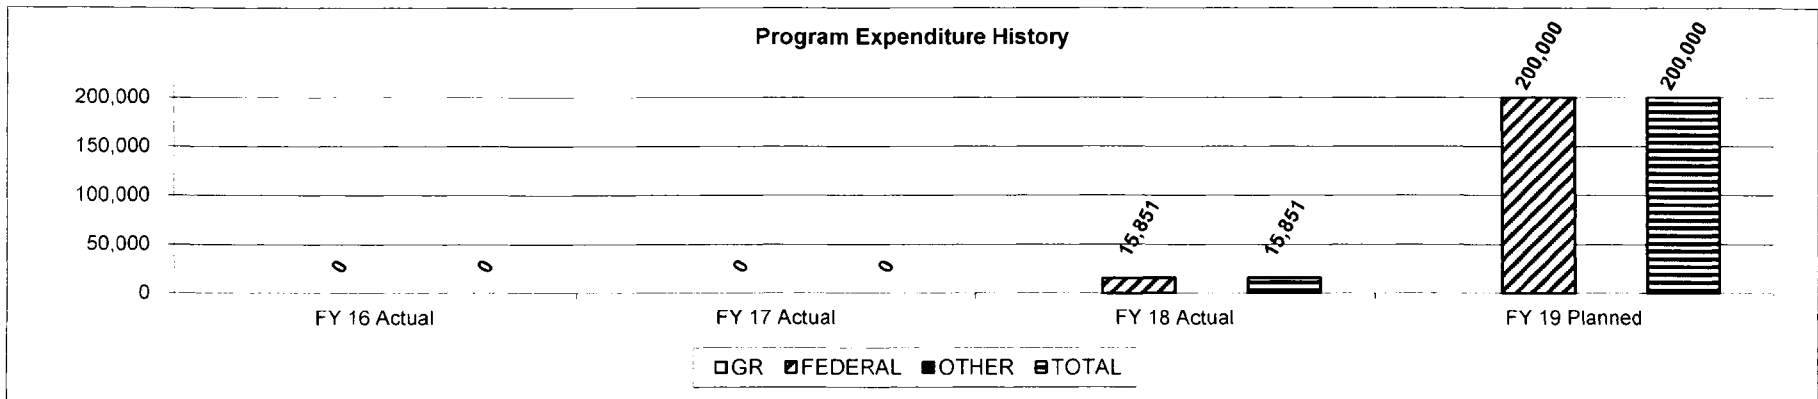 Program Expenditure History
200,000
150,000
100,000
50,000
0
0
0
0
0
15,851
15,851
200,000
200,000
FY 16 Actual
FY 17 Actual
FY 18 Actual
FY 19 Planned
GR FEDERAL OTHER TOTAL